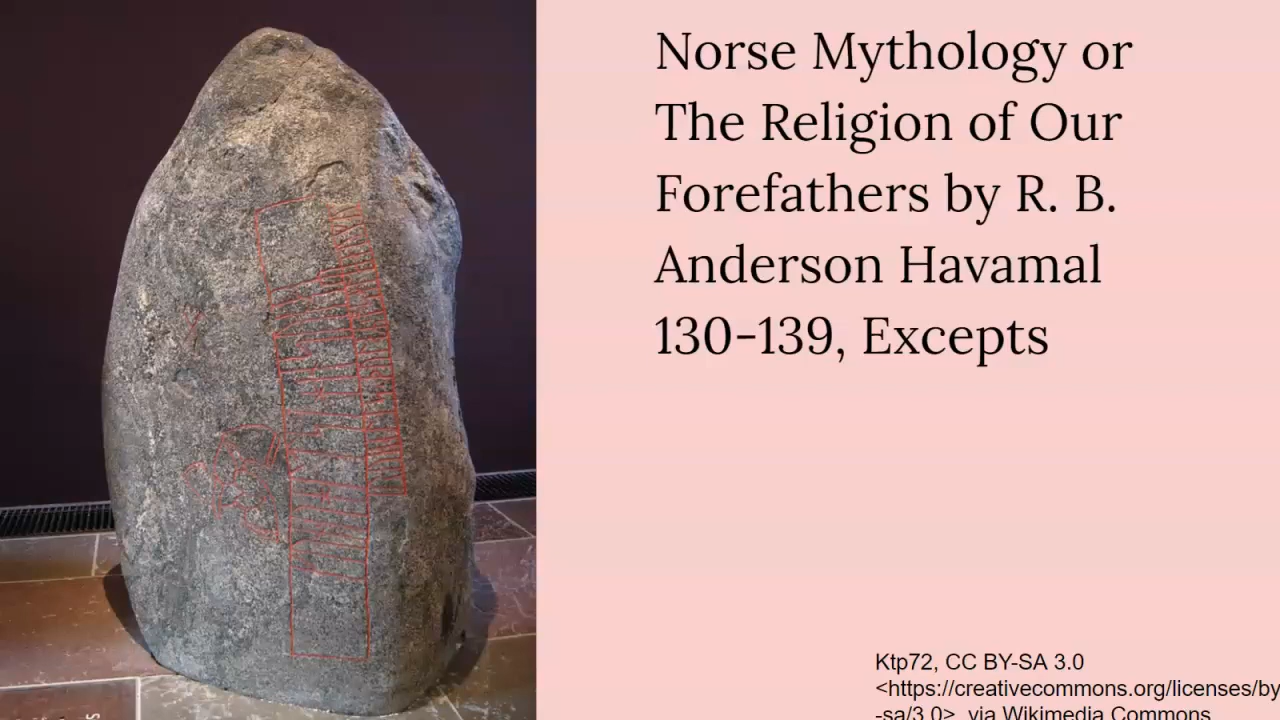 Norse Mythology or
The Religion of Our
Forefathers by R. B.
Anderson Havamal
130-139, Excepts
Ktp72, CC BY-SA 3.0
<https://creativecommons.org/licenses/by
-sa/3.0>, via Wikimedia Commons